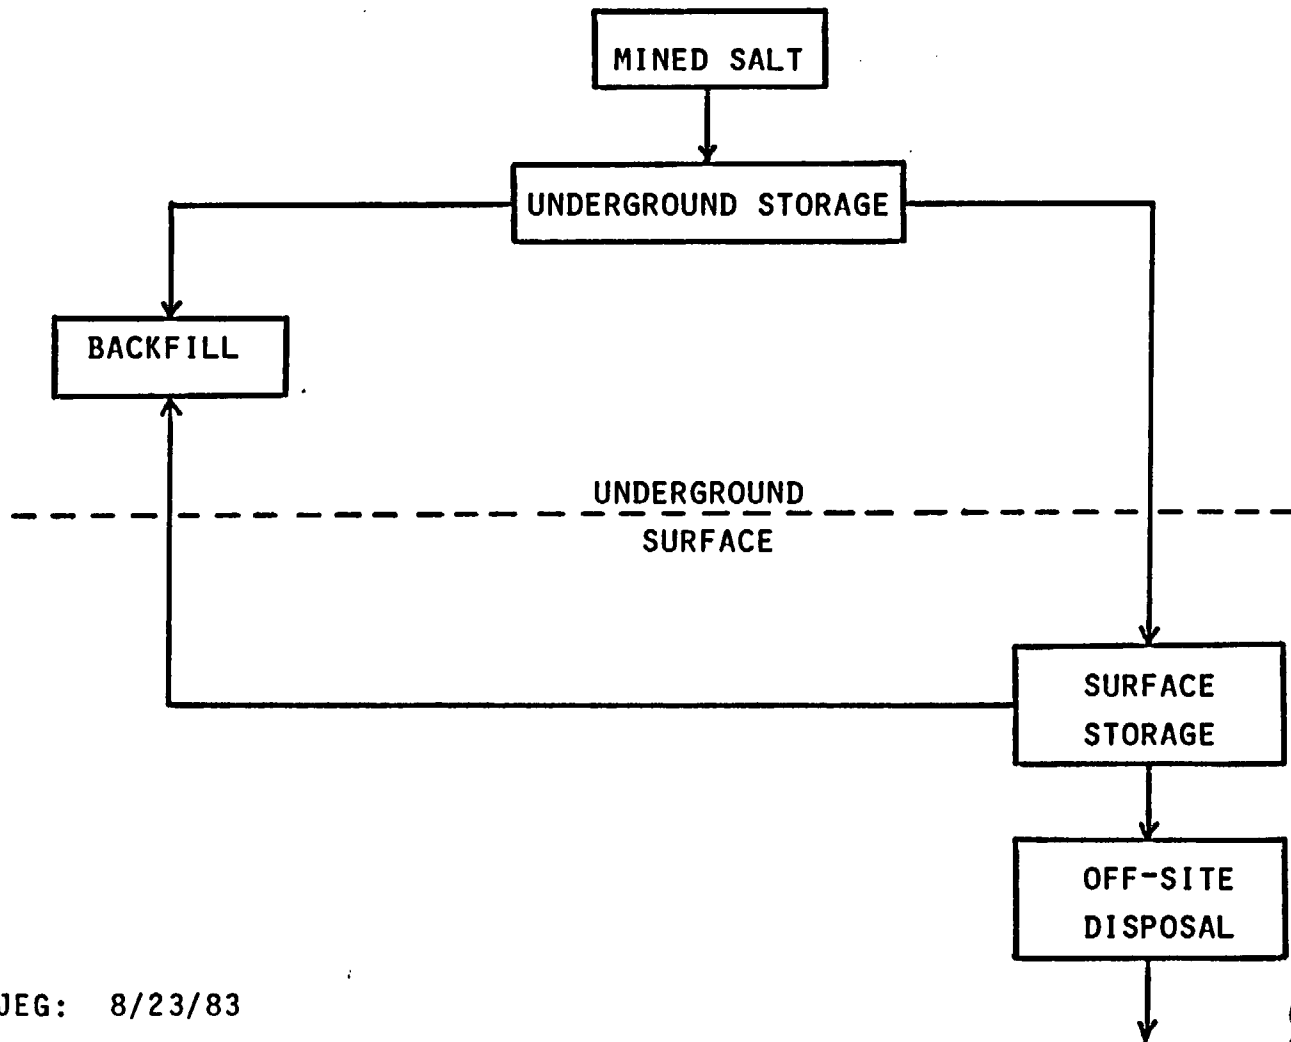 MINED SALT
UNDERGROUND STORAGE
BACKFILL
UNDERGROUND
SURFACE
SURFACE
STORAGE
OFF-SITE
DISPOSAL
JEG: 8/23/83